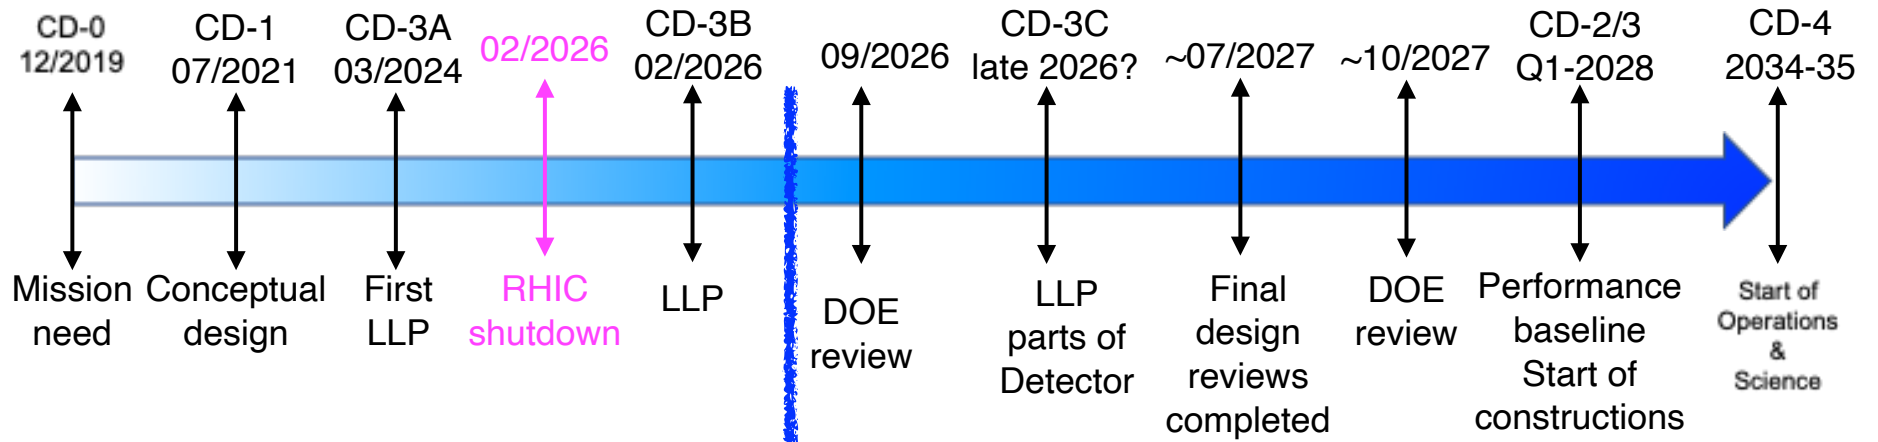 CD-0
12/2019
CD-1
07/2021
CD-3A
03/2024
02/2026
CD-3B
02/2026
09/2026
CD-3C
late 2026?
~07/2027
~10/2027
CD-2/3
Q1-2028
CD-4
2034-35
Mission
need
Conceptual
design
First
LLP
RHIC
shutdown
LLP
DOE
review
LLP
parts of
Detector
Final
design
reviews
completed
DOE
review
Performance
baseline
Start of
constructions
Start of
Operations
&
Science